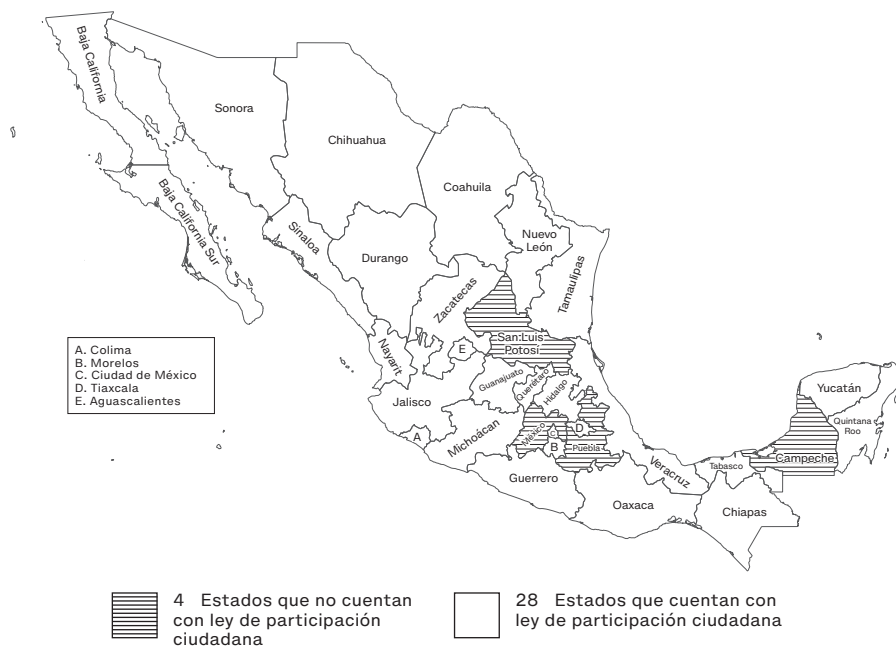 Baja California
Sonora
Chihuahua
Coahuila
Baja California Sur
Sinaloa
Nuevo
León
Durango
Tamaulipas
Zacatecas
San Luis
Potosí
Nayarit
E
A. Colima
B. Morelos
C. Ciudad de México
D. Tiaxcala
E. Aguascalientes
Guanajuato
Querétaro
Hidalgo
Yucatán
Jalisco
Quintana
Roo
Michoácan
A
México
C
D
B
Puebla
Veracruz
Tabasco
Campeche
Guerrero
Oaxaca
Chiapas
4 Estados que no cuentan
con ley de participación
ciudadana
28 Estados que cuentan con
ley de participación ciudadana